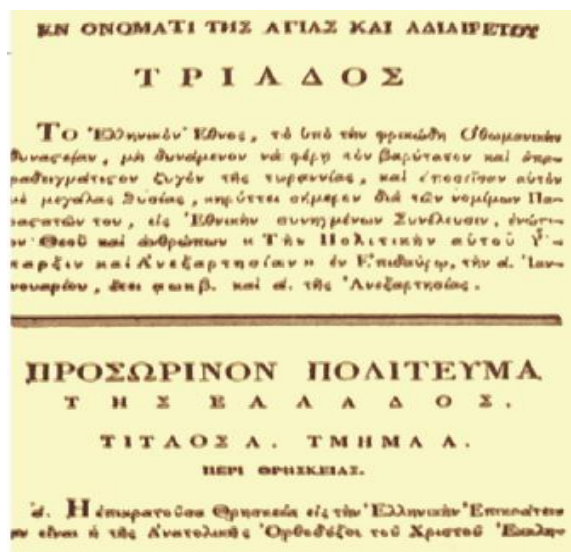 ΕΝ ΟΝΟΜΑΤΙ ΤΗΣ ΑΓΙΑΣ ΚΑΙ ΑΔΙΑΙΡΕΤΟΥ
ΤΡΙΑΔΟΣ
Το Ἑλληνικὸν Ἔθνος, τὸ ὑπὸ τὴν φρικώδη Ὀθωμανικὴν
δυναστείαν, μὴ δυνάμενον νὰ φέρῃ τὸν βαρύτατον καὶ ἀπα-
ραδειγμάτιστον ζυγὸν τῆς τυραννίας, καὶ ἀποσεῖσαν αὐτὸν
μὲ μεγάλας θυσίας, κηρύττει σήμερον διὰ τῶν νομίμων Πα-
ραστατῶν του, εἰς Ἐθνικὴν συνηγμένων Συνέλευσιν, ἐνώπι-
ον Θεοῦ καὶ ἀνθρώπων « Τὴν Πολιτικὴν αὑτοῦ Ὕ-
παρξιν καὶ Ἀνεξαρτησίαν » ἐν Ἐπιδαύρῳ, τὴν α. Ἰαν-
νουαρίου, ἔτει φωκβ. καὶ α. τῆς Ἀνεξαρτησίας.
ΠΡΟΣΩΡΙΝΟΝ ΠΟΛΙΤΕΥΜΑ
ΤΗΣ ΕΛΛΑΔΟΣ.
ΤΙΤΛΟΣ Α. ΤΜΗΜΑ Α.
ΠΕΡΙ ΘΡΗΣΚΕΙΑΣ.
α. Ἡ ἐπικρατοῦσα Θρησκεία εἰς τὴν Ἑλληνικὴν Ἐπικράτειαν
εἶναι ἡ τῆς Ἀνατολικῆς Ὀρθοδόξου τοῦ Χριστοῦ Ἐκκλη-